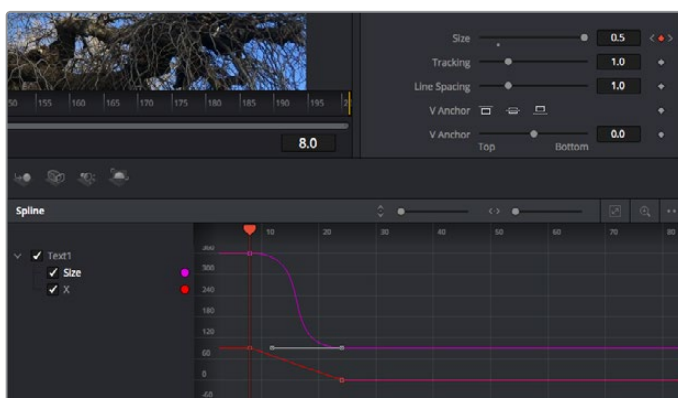 Size 0.5
Tracking 1.0
Line Spacing 1.0
V Anchor
V Anchor 0.0
Top Bottom
155 160 165 170 175 180 185 190 195
8.0
Spline
10 20 30 40 50 60 70 80
Text1
Size
X
300
240
180
120
60
0
-60